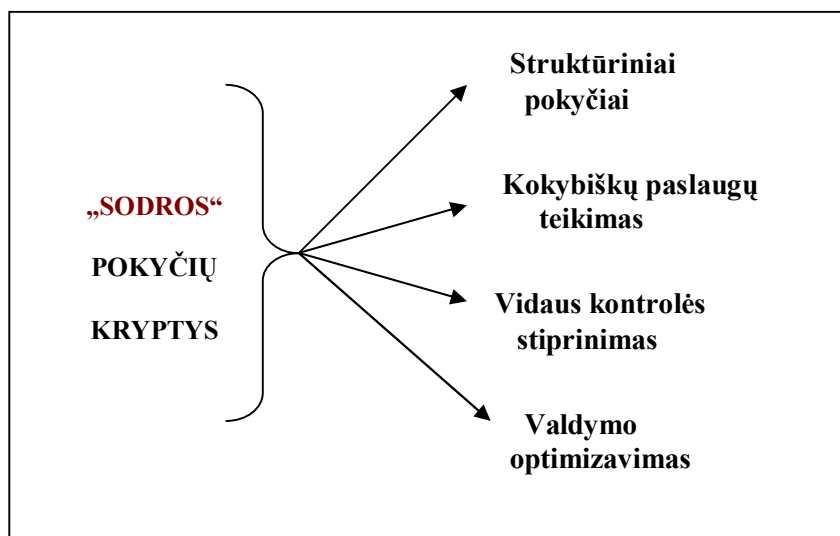 „SODROS“
POKYČIŲ
KRYPTYS
Struktūriniai
pokyčiai
Kokybiškų paslaugų
teikimas
Vidaus kontrolės
stiprinimas
Valdymo
optimizavimas